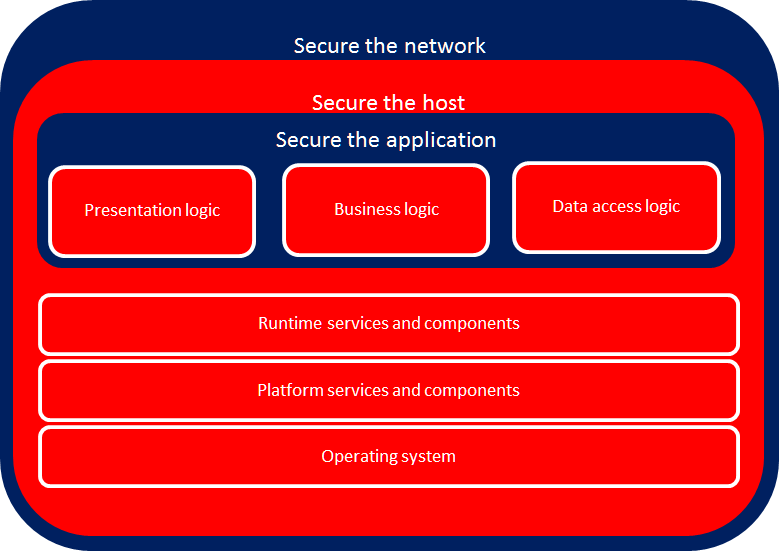 Secure the network
Secure the host
Secure the application
Presentation logic
Business logic
Data access logic
Runtime services and components
Platform services and components
Operating system